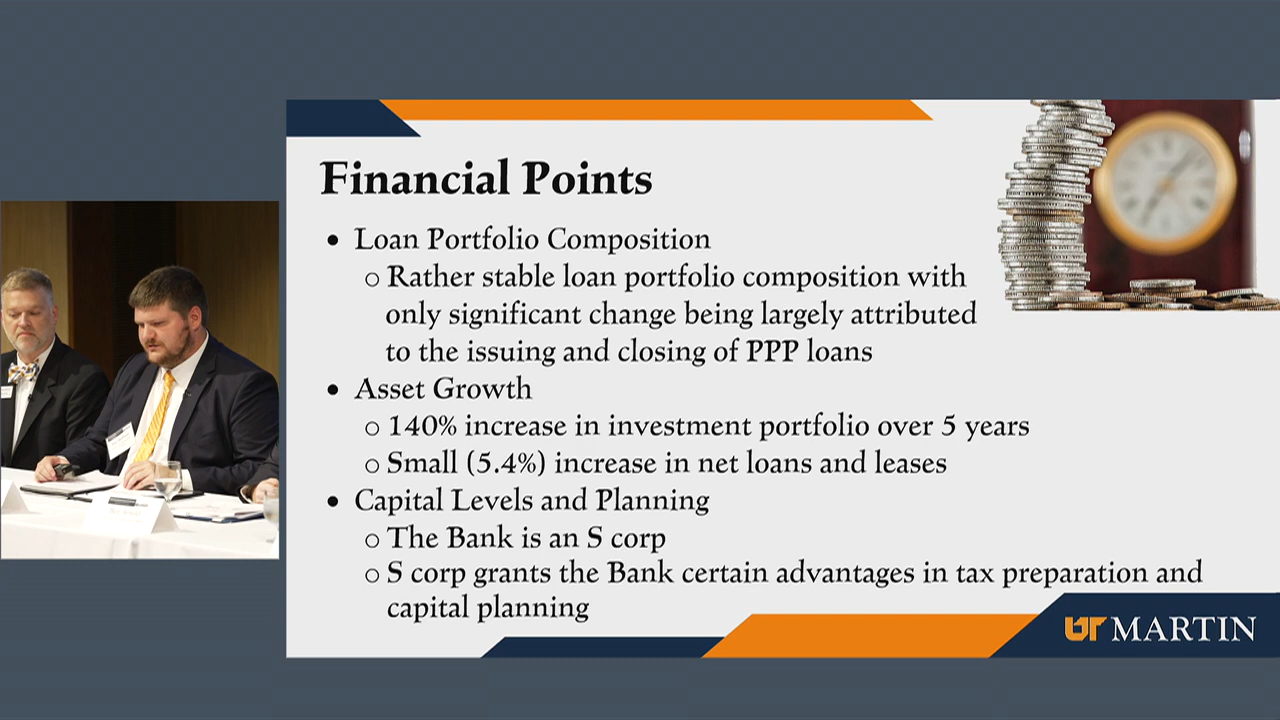 Financial Points
• Loan Portfolio Composition
○ Rather stable loan portfolio composition with
only significant change being largely attributed
to the issuing and closing of PPP loans
• Asset Growth
○ 140% increase in investment portfolio over 5 years
○ Small (5.4%) increase in net loans and leases
• Capital Levels and Planning
○ The Bank is an S corp
○ S corp grants the Bank certain advantages in tax preparation and
capital planning
UT MARTIN